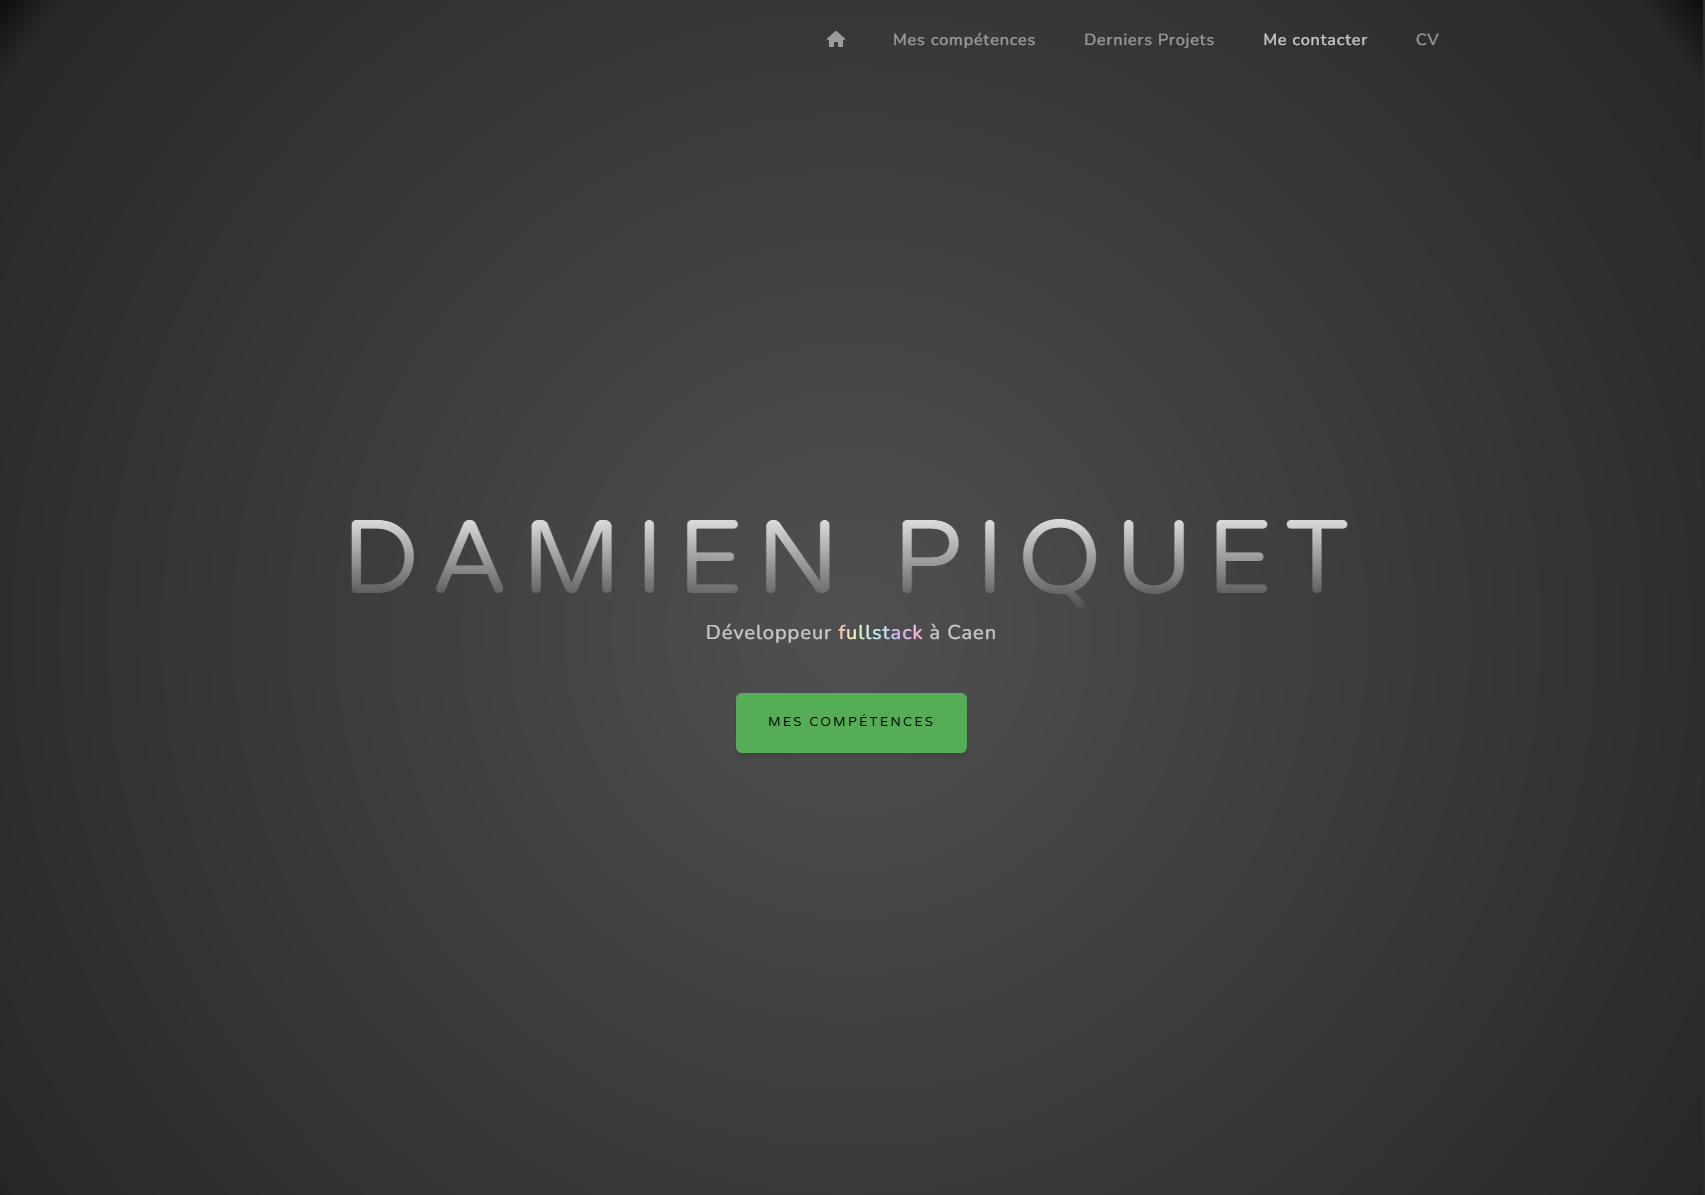 Mes compétences Derniers Projets Me contacter CV
DAMIEN PIQUET
Développeur fullstack à Caen
MES COMPÉTENCES